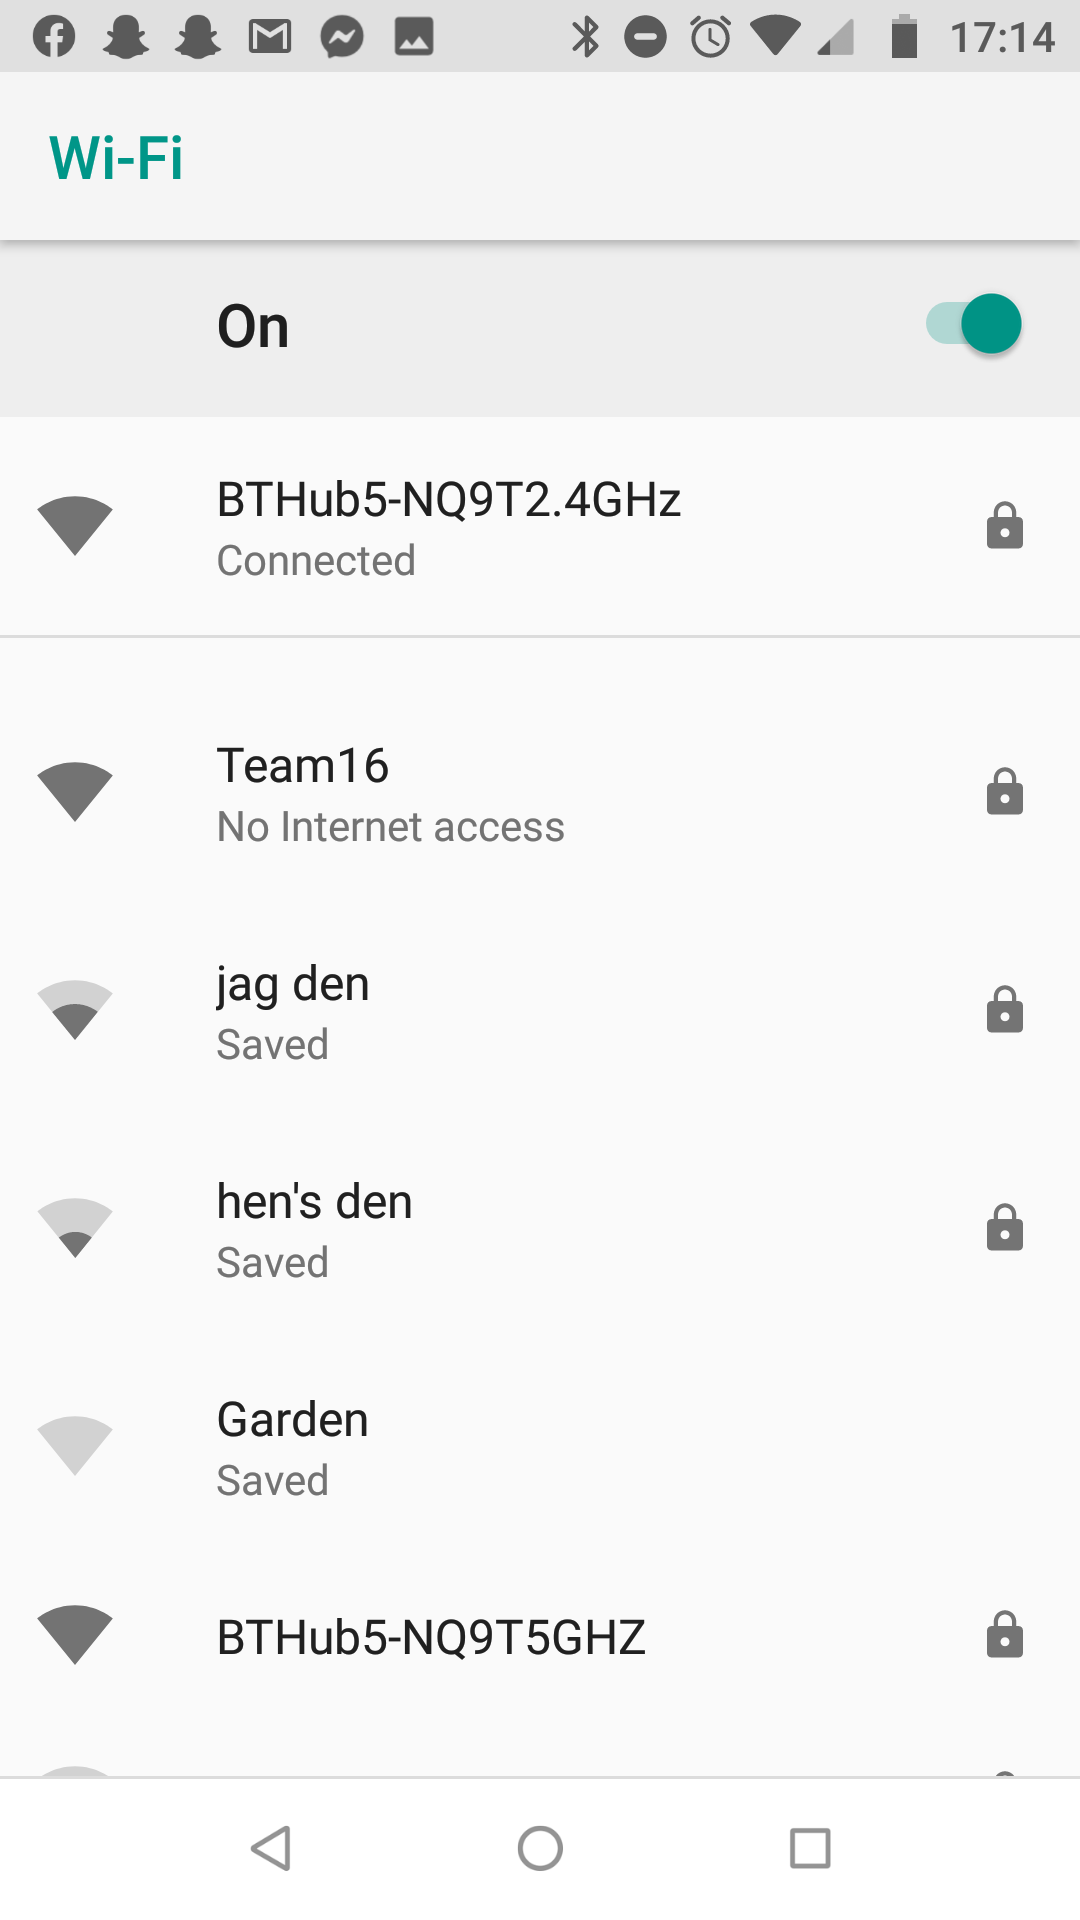 17:14
Wi-Fi
On
BTHub5-NQ9T2.4GHz
Connected
Team16
No Internet access
jag den
Saved
hen's den
Saved
Garden
Saved
BTHub5-NQ9T5GHZ